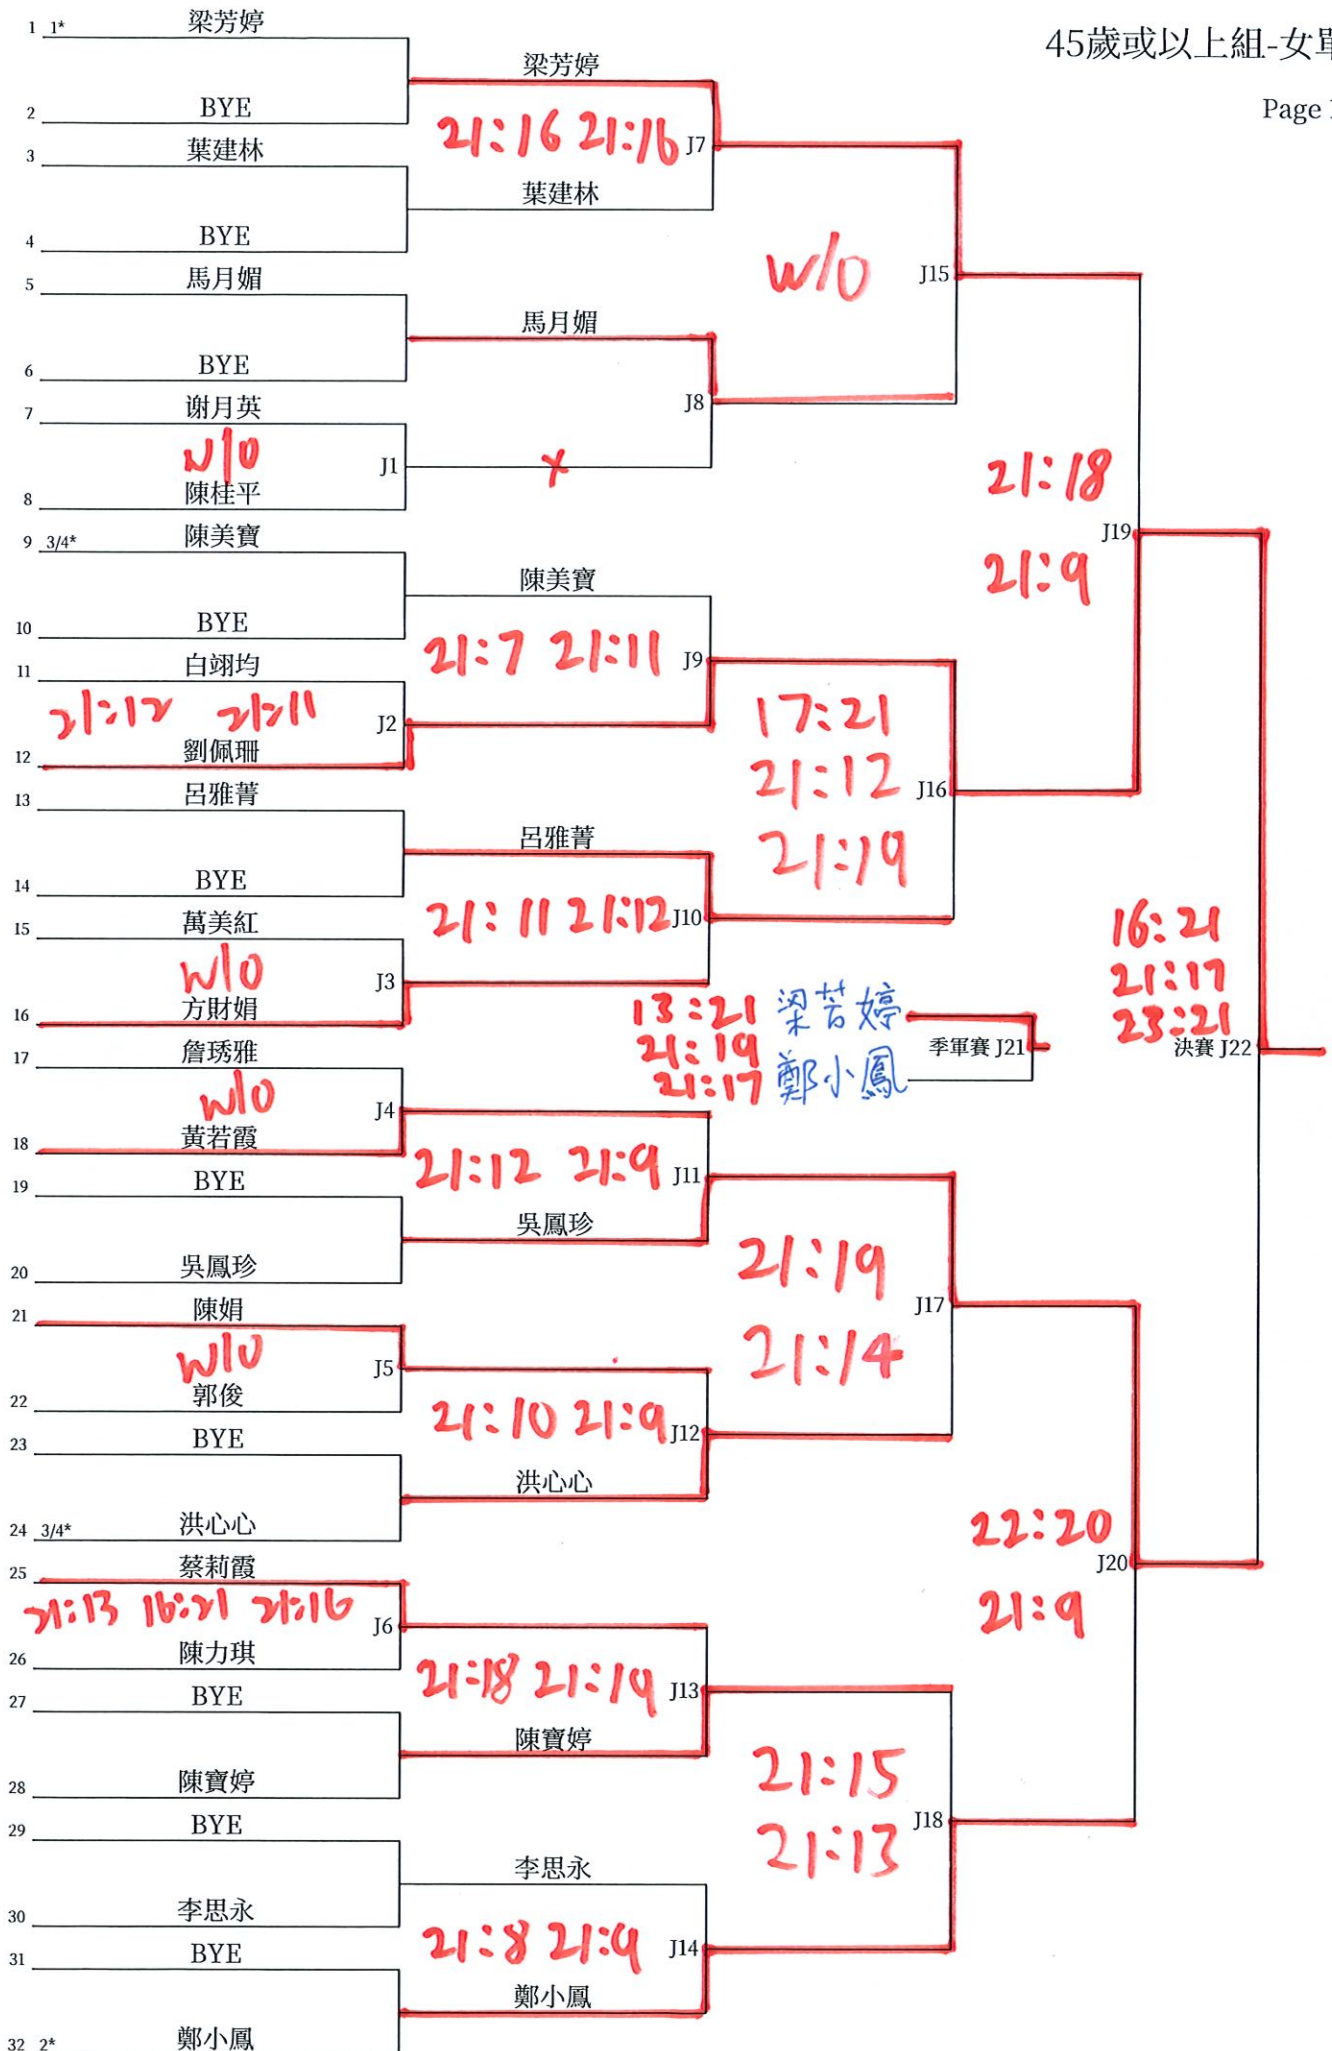 45歲或以上組-女單
Page
1 1* 梁芳婷
梁芳婷
2 BYE
21:16 21:16 J7
3 葉建林
葉建林
4 BYE
W/O J15
5 馬月媚
馬月媚
6 BYE
J8
7 谢月英
W/O J1 x
8 陳桂平
21:18
21:9
J19
9 3/4* 陳美寶
陳美寶
10 BYE
21:7 21:11 J9
11 白翊均
21:12 21:11 J2
12 劉佩珊
17:21
21:12
21:19
J16
13 呂雅菁
呂雅菁
14 BYE
21:11 21:12 J10
15 萬美紅
W/O J3
16 方財娟
16:21
21:17
23:21
決賽 J22
13:21 梁芳婷
21:19
季軍賽 J21
21:17 鄭小鳳
17 詹琇雅
W/O J4
18 黃若霞
21:12 21:9 J11
19 BYE
吳鳳珍
20 吳鳳珍
21:19
21:14
J17
21 陳娟
W/O J5
22 郭俊
21:10 21:9 J12
23 BYE
洪心心
24 3/4* 洪心心
22:20
21:9
J20
25 蔡莉霞
21:13 16:21 21:16 J6
26 陳力琪
21:18 21:19 J13
27 BYE
陳寶婷
28 陳寶婷
21:15
21:13
J18
29 BYE
李思永
30 李思永
21:8 21:9 J14
31 BYE
鄭小鳳
32 2* 鄭小鳳